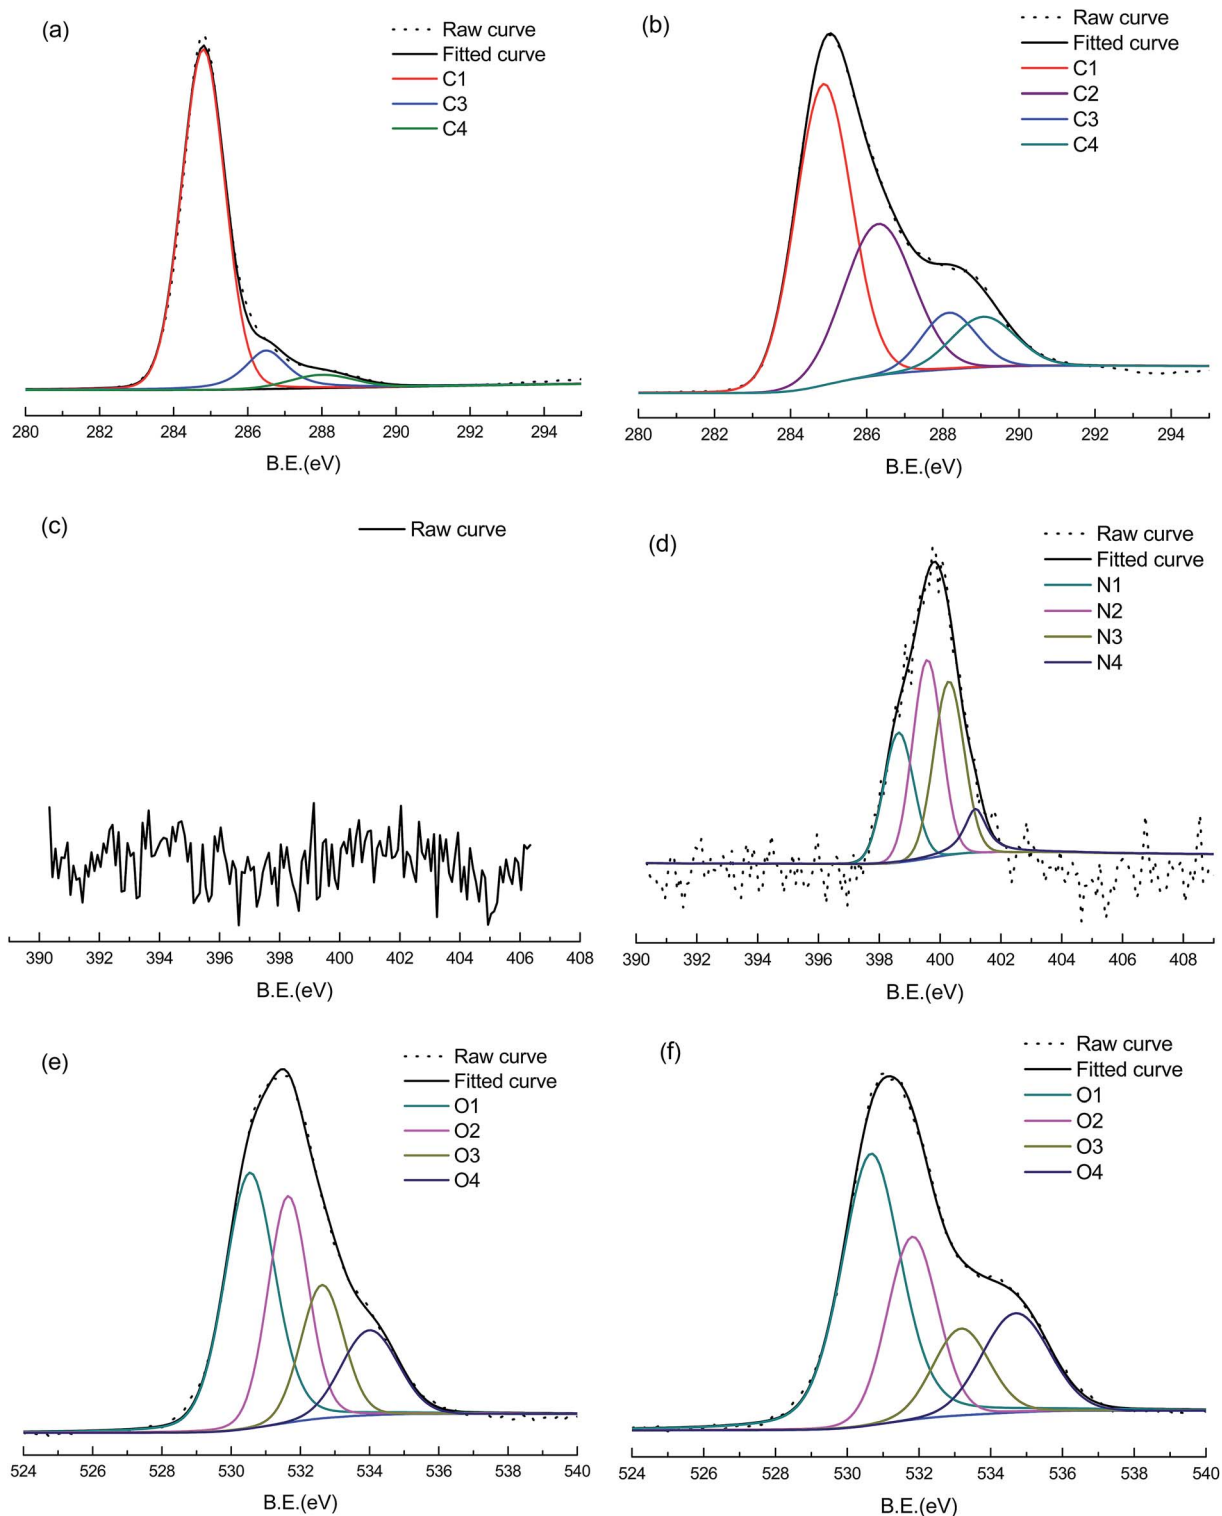 (a)
Raw curve
Fitted curve
C1
C3
C4
280 282 284 286 288 290 292 294
B.E.(eV)
(b)
Raw curve
Fitted curve
C1
C2
C3
C4
280 282 284 286 288 290 292 294
B.E.(eV)
(c)
Raw curve
390 392 394 396 398 400 402 404 406 408
B.E.(eV)
(d)
Raw curve
Fitted curve
N1
N2
N3
N4
390 392 394 396 398 400 402 404 406 408
B.E.(eV)
(e)
Raw curve
Fitted curve
O1
O2
O3
O4
524 526 528 530 532 534 536 538 540
B.E.(eV)
(f)
Raw curve
Fitted curve
O1
O2
O3
O4
524 526 528 530 532 534 536 538 540
B.E.(eV)